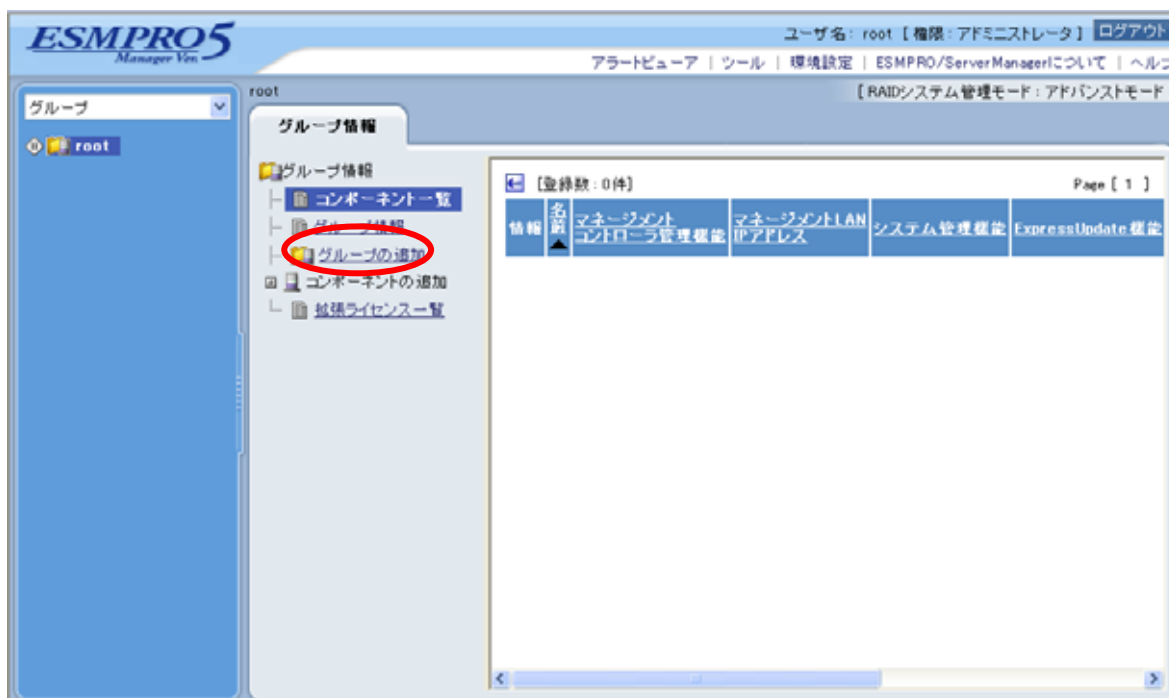 ESMPRO5
Manager Ver.
ユーザ名: root 【権限:アドミニストレータ】 ログアウト
アラートビューア | ツール | 環境設定 | ESMPRO/ServerManagerについて | ヘルプ
グループ
root
root
【RAIDシステム管理モード:アドバンストモード
グループ情報
グループ情報
コンポーネント一覧
グループ情報
グループの追加
コンポーネントの追加
拡張ライセンス一覧
[登録数:0件]
Page [ 1 ]
情報
名前
マネージメント
コントローラ管理機能
マネージメントLAN
IPアドレス
システム管理機能
ExpressUpdate機能